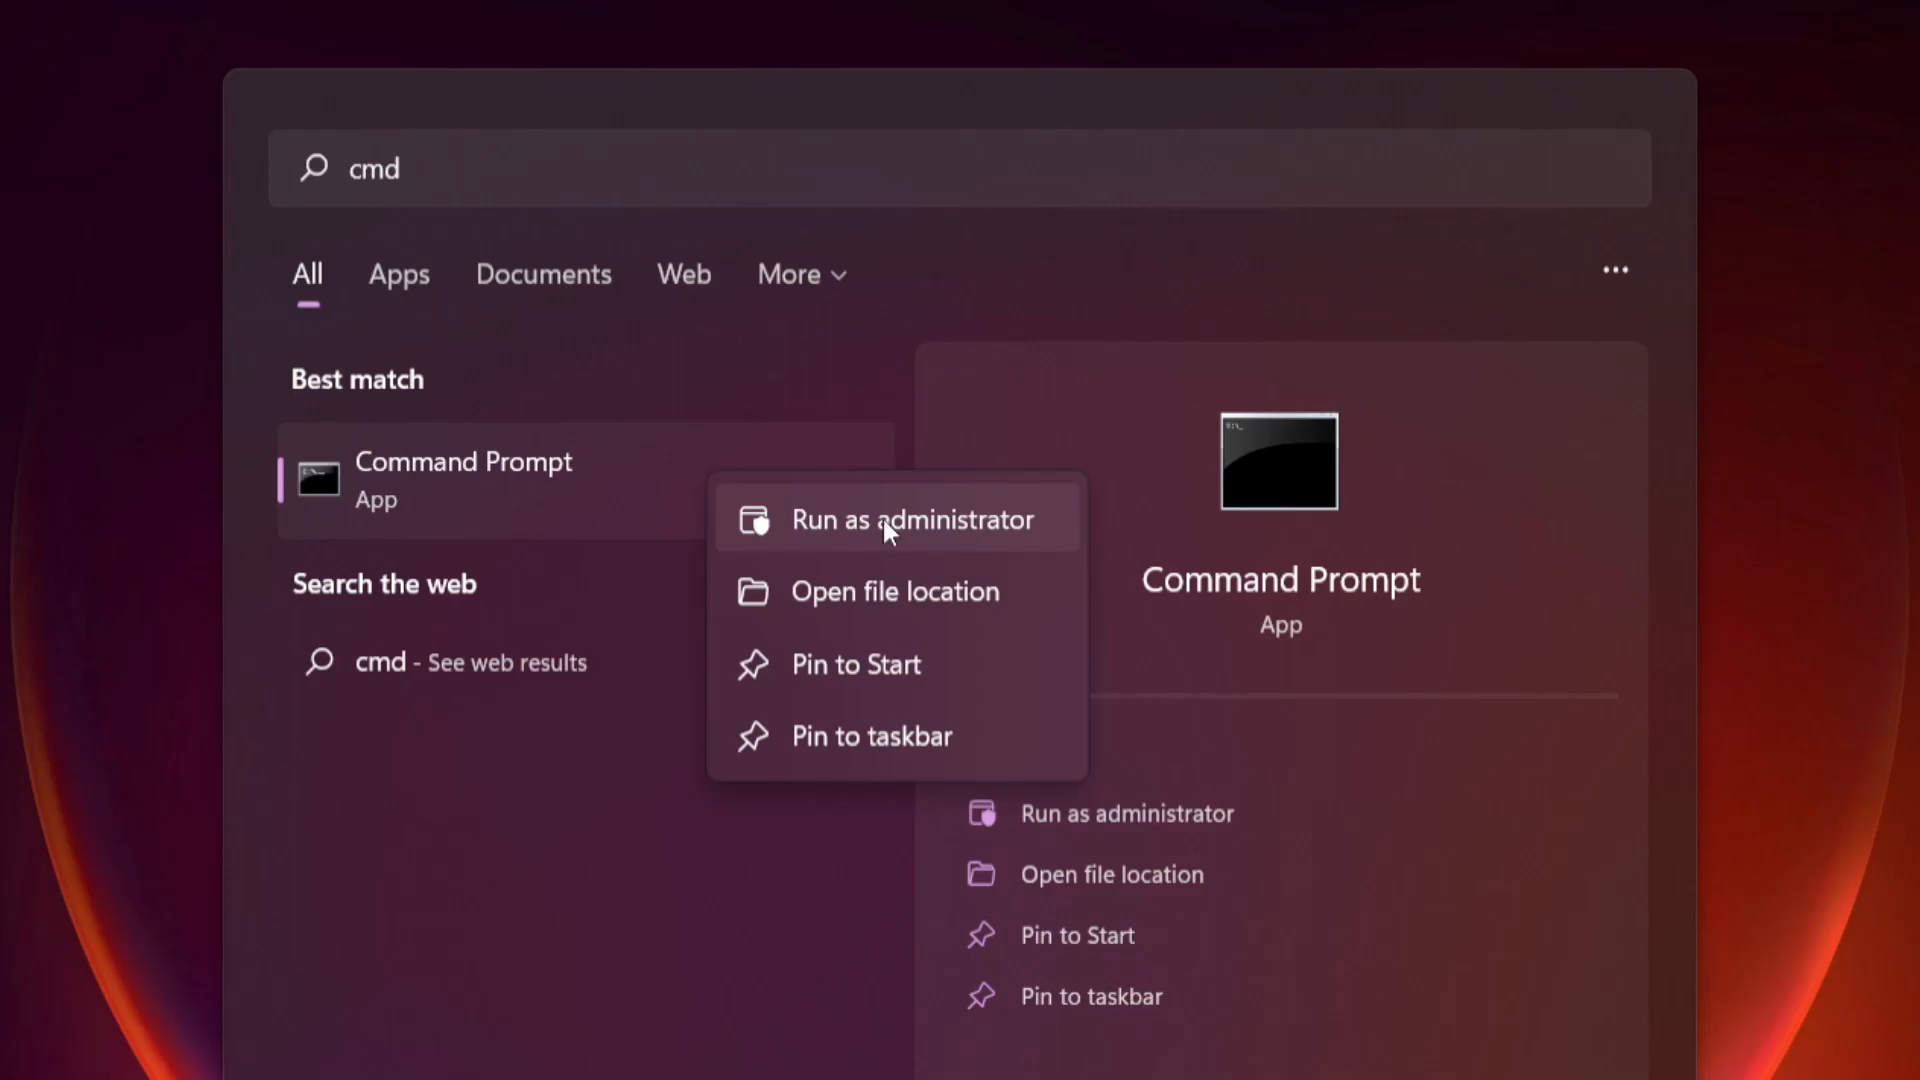 cmd
All Apps Documents Web More
Best match
Command Prompt
App
Search the web
cmd - See web results
Run as administrator
Open file location
Pin to Start
Pin to taskbar
Command Prompt
App
Run as administrator
Open file location
Pin to Start
Pin to taskbar